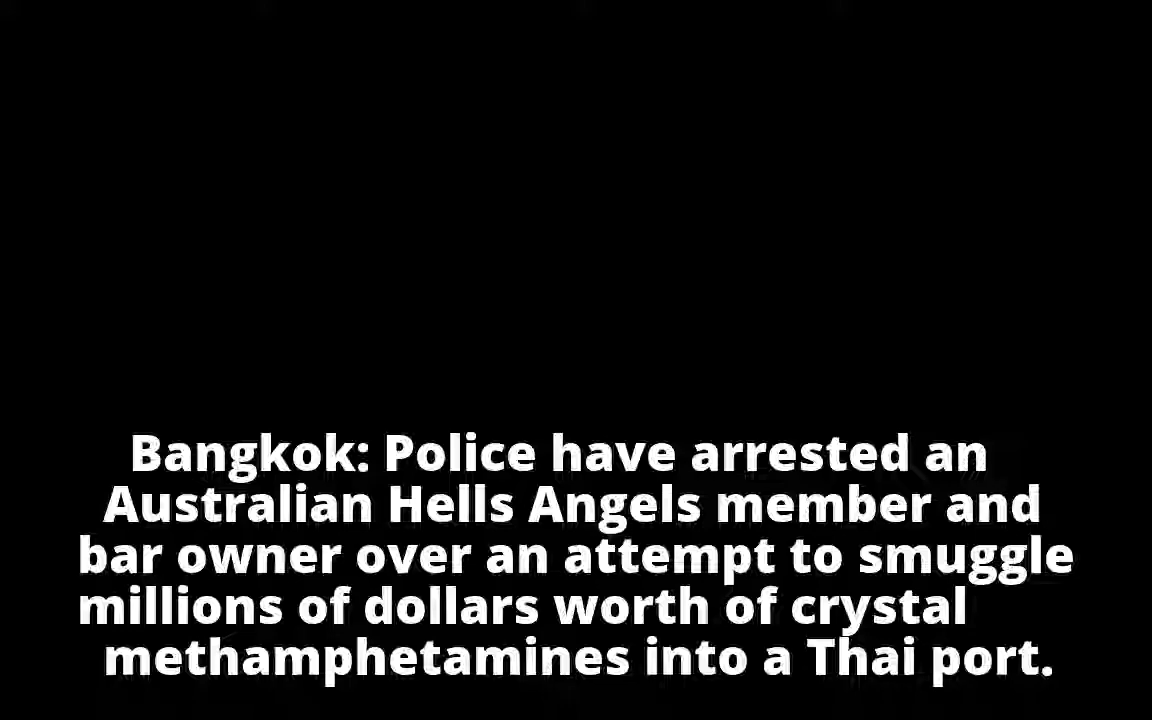 Bangkok: Police have arrested an
Australian Hells Angels member and
bar owner over an attempt to smuggle
millions of dollars worth of crystal
methamphetamines into a Thai port.